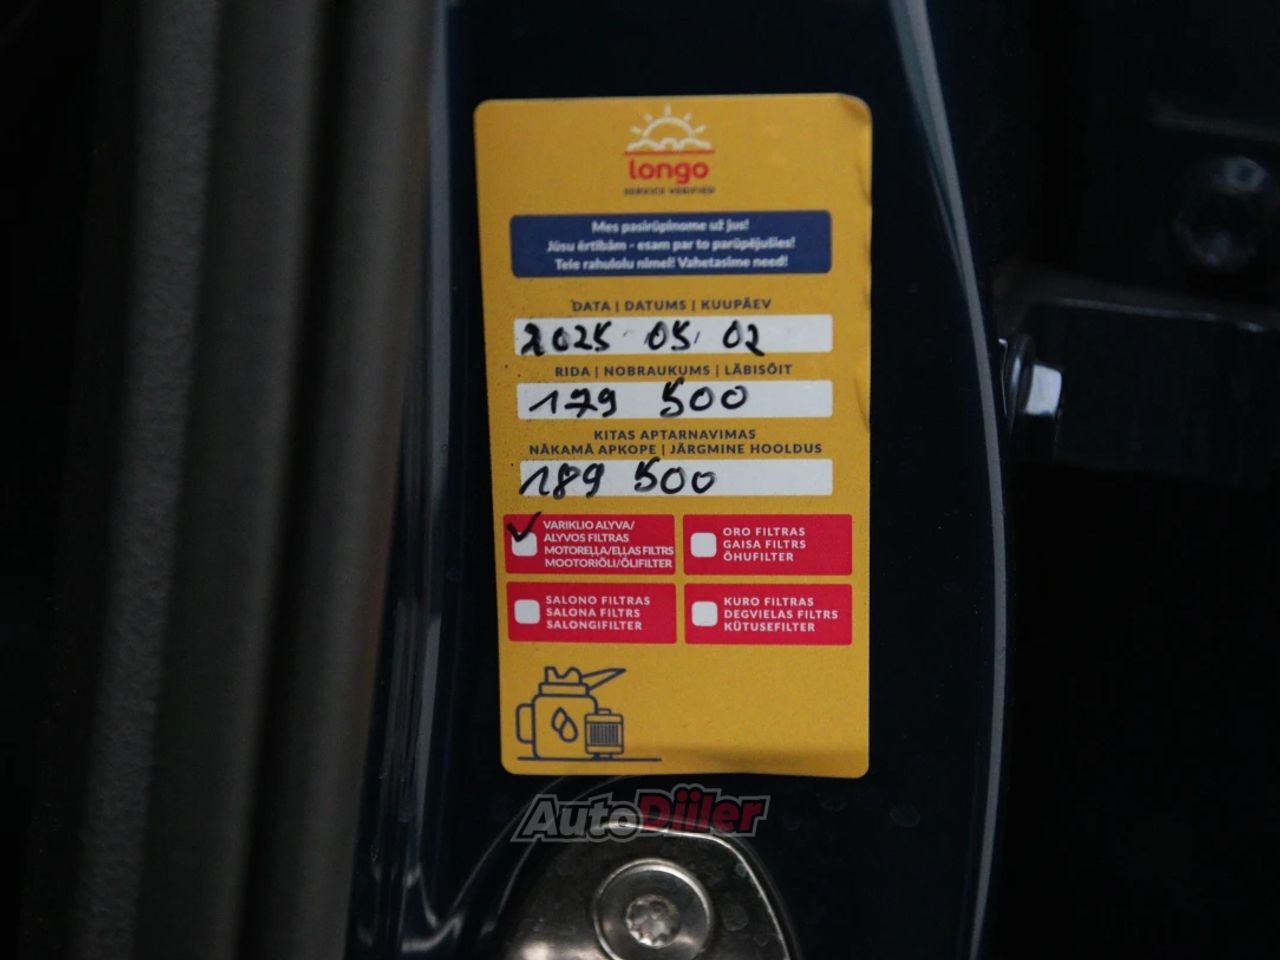 longo
SERVICE VERIFIED
Mes pasirūpinome už jus!
Jūsu ērtībām - esam par to parūpējušies!
Teie rahulolu nimel! Vahetasime need!
DATA | DATUMS | KUUPÄEV
2025 05 02
RIDA | NOBRAUKUMS | LÄBISÕIT
179 500
KITAS APTARNAVIMAS
NĀKAMĀ APKOPE | JÄRGMINE HOOLDUS
189 500
VARIKLIO ALYVA/
ALYVOS FILTRAS
MOTOREĻĻA/EĻĻAS FILTRS
MOOTORIÕLI/ÕLIFILTER
ORO FILTRAS
GAISA FILTRS
ÕHUFILTER
SALONO FILTRAS
SALONA FILTRS
SALONGIFILTER
KURO FILTRAS
DEGVIELAS FILTRS
KÜTUSEFILTER
AutoDiiler